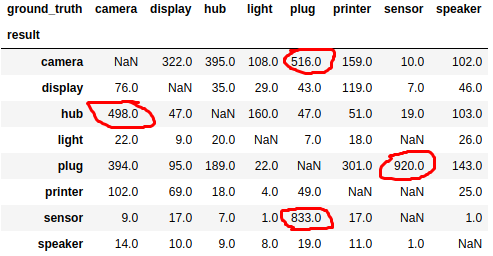 ground_truth camera display hub light plug printer sensor speaker
result
camera NaN 322.0 395.0 108.0 516.0 159.0 10.0 102.0
display 76.0 NaN 35.0 29.0 43.0 119.0 7.0 46.0
hub 498.0 47.0 NaN 160.0 47.0 51.0 19.0 103.0
light 22.0 9.0 20.0 NaN 7.0 18.0 NaN 26.0
plug 394.0 95.0 189.0 22.0 NaN 301.0 920.0 143.0
printer 102.0 69.0 18.0 4.0 49.0 NaN NaN 25.0
sensor 9.0 17.0 7.0 1.0 833.0 17.0 NaN 1.0
speaker 14.0 10.0 9.0 8.0 19.0 11.0 1.0 NaN